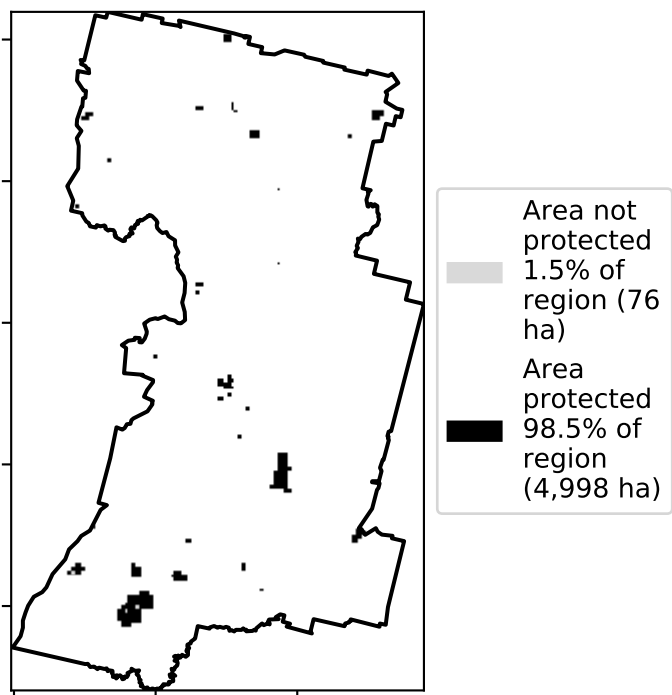 Area not
protected
1.5% of
region (76
ha)
Area
protected
98.5% of
region
(4,998 ha)